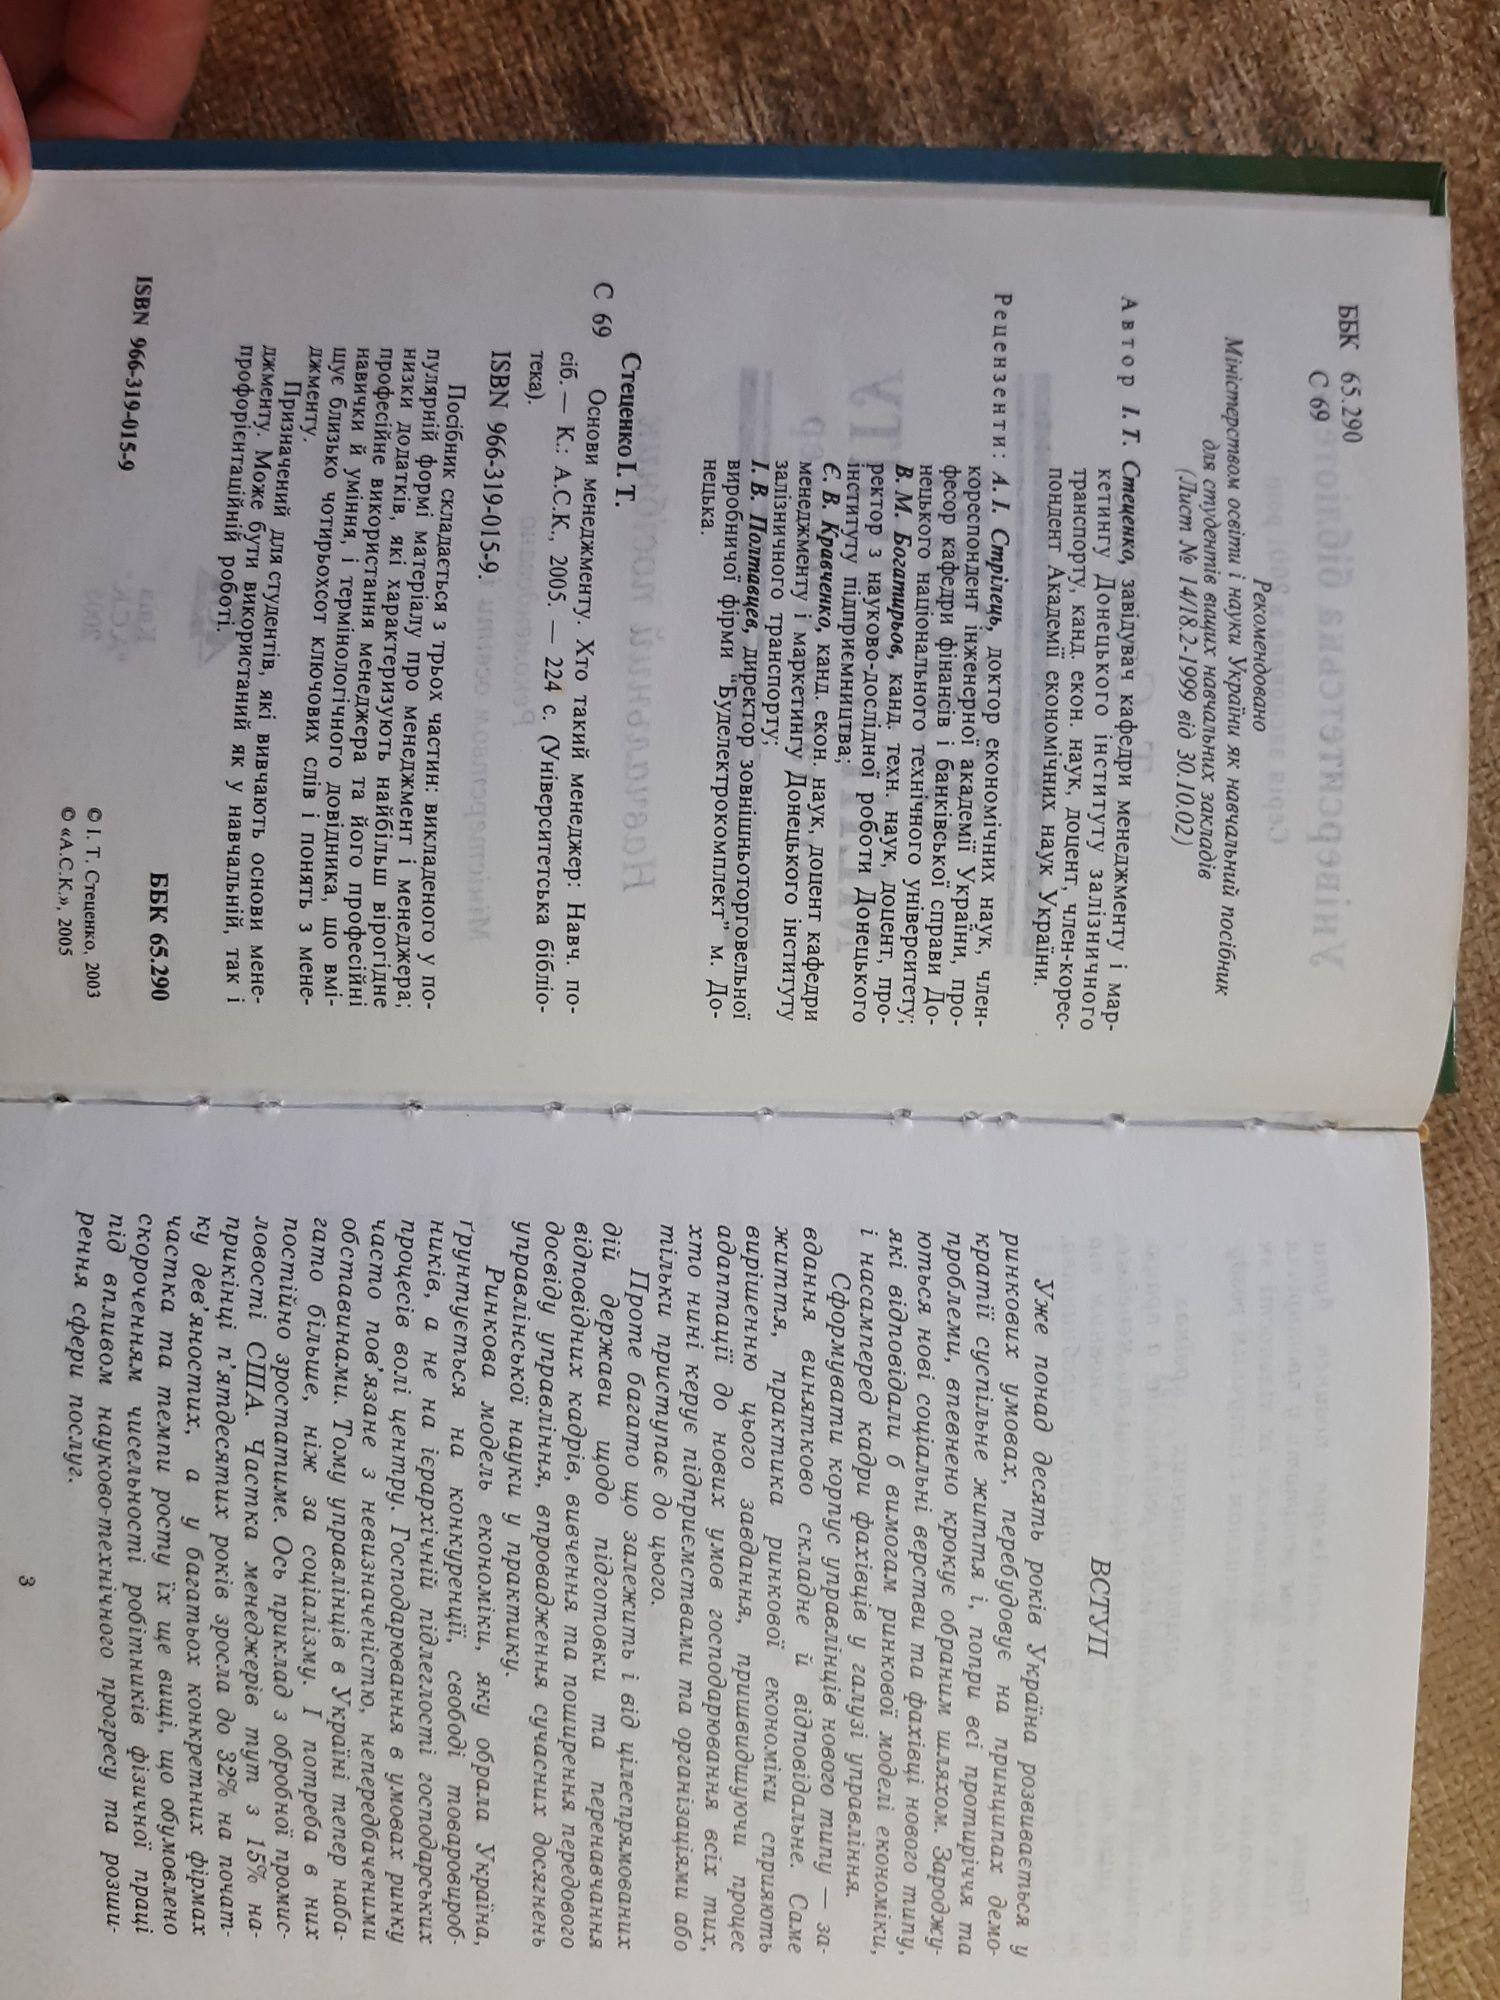 ББК 65.290
С 69
Рекомендовано
Міністерством освіти і науки України як навчальний посібник
для студентів вищих навчальних закладів
(Лист № 14/18.2-1999 від 30.10.02)
Автор І. Т. Стеценко, завідувач кафедри менеджменту і мар-
кетингу Донецького інституту залізничного
транспорту, канд. екон. наук, доцент, член-корес-
пондент Академії економічних наук України.
Рецензенти: А. І. Стрілець, доктор економічних наук, член-
кореспондент інженерної академії України, про-
фесор кафедри фінансів і банківської справи До-
нецького національного технічного університету;
В. М. Богатирьов, канд. техн. наук, доцент, про-
ректор з науково-дослідної роботи Донецького
інституту підприємництва;
Є. В. Кравченко, канд. екон. наук, доцент кафедри
менеджменту і маркетингу Донецького інституту
залізничного транспорту;
І. В. Полтавцев, директор зовнішньоторговельної
виробничої фірми "Буделектрокомплект" м. До-
нецька.
Стеценко І. Т.
С 69 Основи менеджменту. Хто такий менеджер: Навч. по-
сіб. — К.: А.С.К., 2005. — 224 с. (Університетська бібліо-
тека).
ISBN 966-319-015-9.
Посібник складається з трьох частин: викладеного у по-
пулярній формі матеріалу про менеджмент і менеджера;
низки додатків, які характеризують найбільш вірогідне
професійне використання менеджера та його професійні
навички й уміння, і термінологічного довідника, що вмі-
щує близько чотирьохсот ключових слів і понять з мене-
джменту.
Призначений для студентів, які вивчають основи мене-
джменту. Може бути використаний як у навчальній, так і
профорієнтаційній роботі.
ББК 65.290
ISBN 966-319-015-9
© І. Т. Стеценко, 2003
© «А.С.К.», 2005
ВСТУП
Уже понад десять років Україна розвивається у
ринкових умовах, перебудовує на принципах демо-
кратії суспільне життя і, попри всі протиріччя та
проблеми, впевнено крокує обраним шляхом. Зароджу-
ються нові соціальні верстви та фахівці нового типу,
які відповідали б вимогам ринкової моделі економіки,
і насамперед кадри фахівців у галузі управління.
Сформувати корпус управлінців нового типу — за-
вдання винятково складне й відповідальне. Саме
життя, практика ринкової економіки сприяють
вирішенню цього завдання, пришвидшуючи процес
адаптації до нових умов господарювання всіх тих,
хто нині керує підприємствами та організаціями або
тільки приступає до цього.
Проте багато що залежить і від цілеспрямованих
дій держави щодо підготовки та перенавчання
відповідних кадрів, вивчення та поширення передового
досвіду управління, впровадження сучасних досягнень
управлінської науки у практику.
Ринкова модель економіки, яку обрала Україна,
ґрунтується на конкуренції, свободі товаровироб-
ників, а не на ієрархічній підлеглості господарських
процесів волі центру. Господарювання в умовах ринку
часто пов'язане з невизначеністю, непередбаченими
обставинами. Тому управлінців в Україні тепер наба-
гато більше, ніж за соціалізму. І потреба в них
постійно зростатиме. Ось приклад з обробної промис-
ловості США. Частка менеджерів тут з 15% на-
прикінці п'ятдесятих років зросла до 32% на почат-
ку дев'яностих, а у багатьох конкретних фірмах
частка та темпи росту їх ще вищі, що обумовлено
скороченням чисельності робітників фізичної праці
під впливом науково-технічного прогресу та розши-
рення сфери послуг.
3